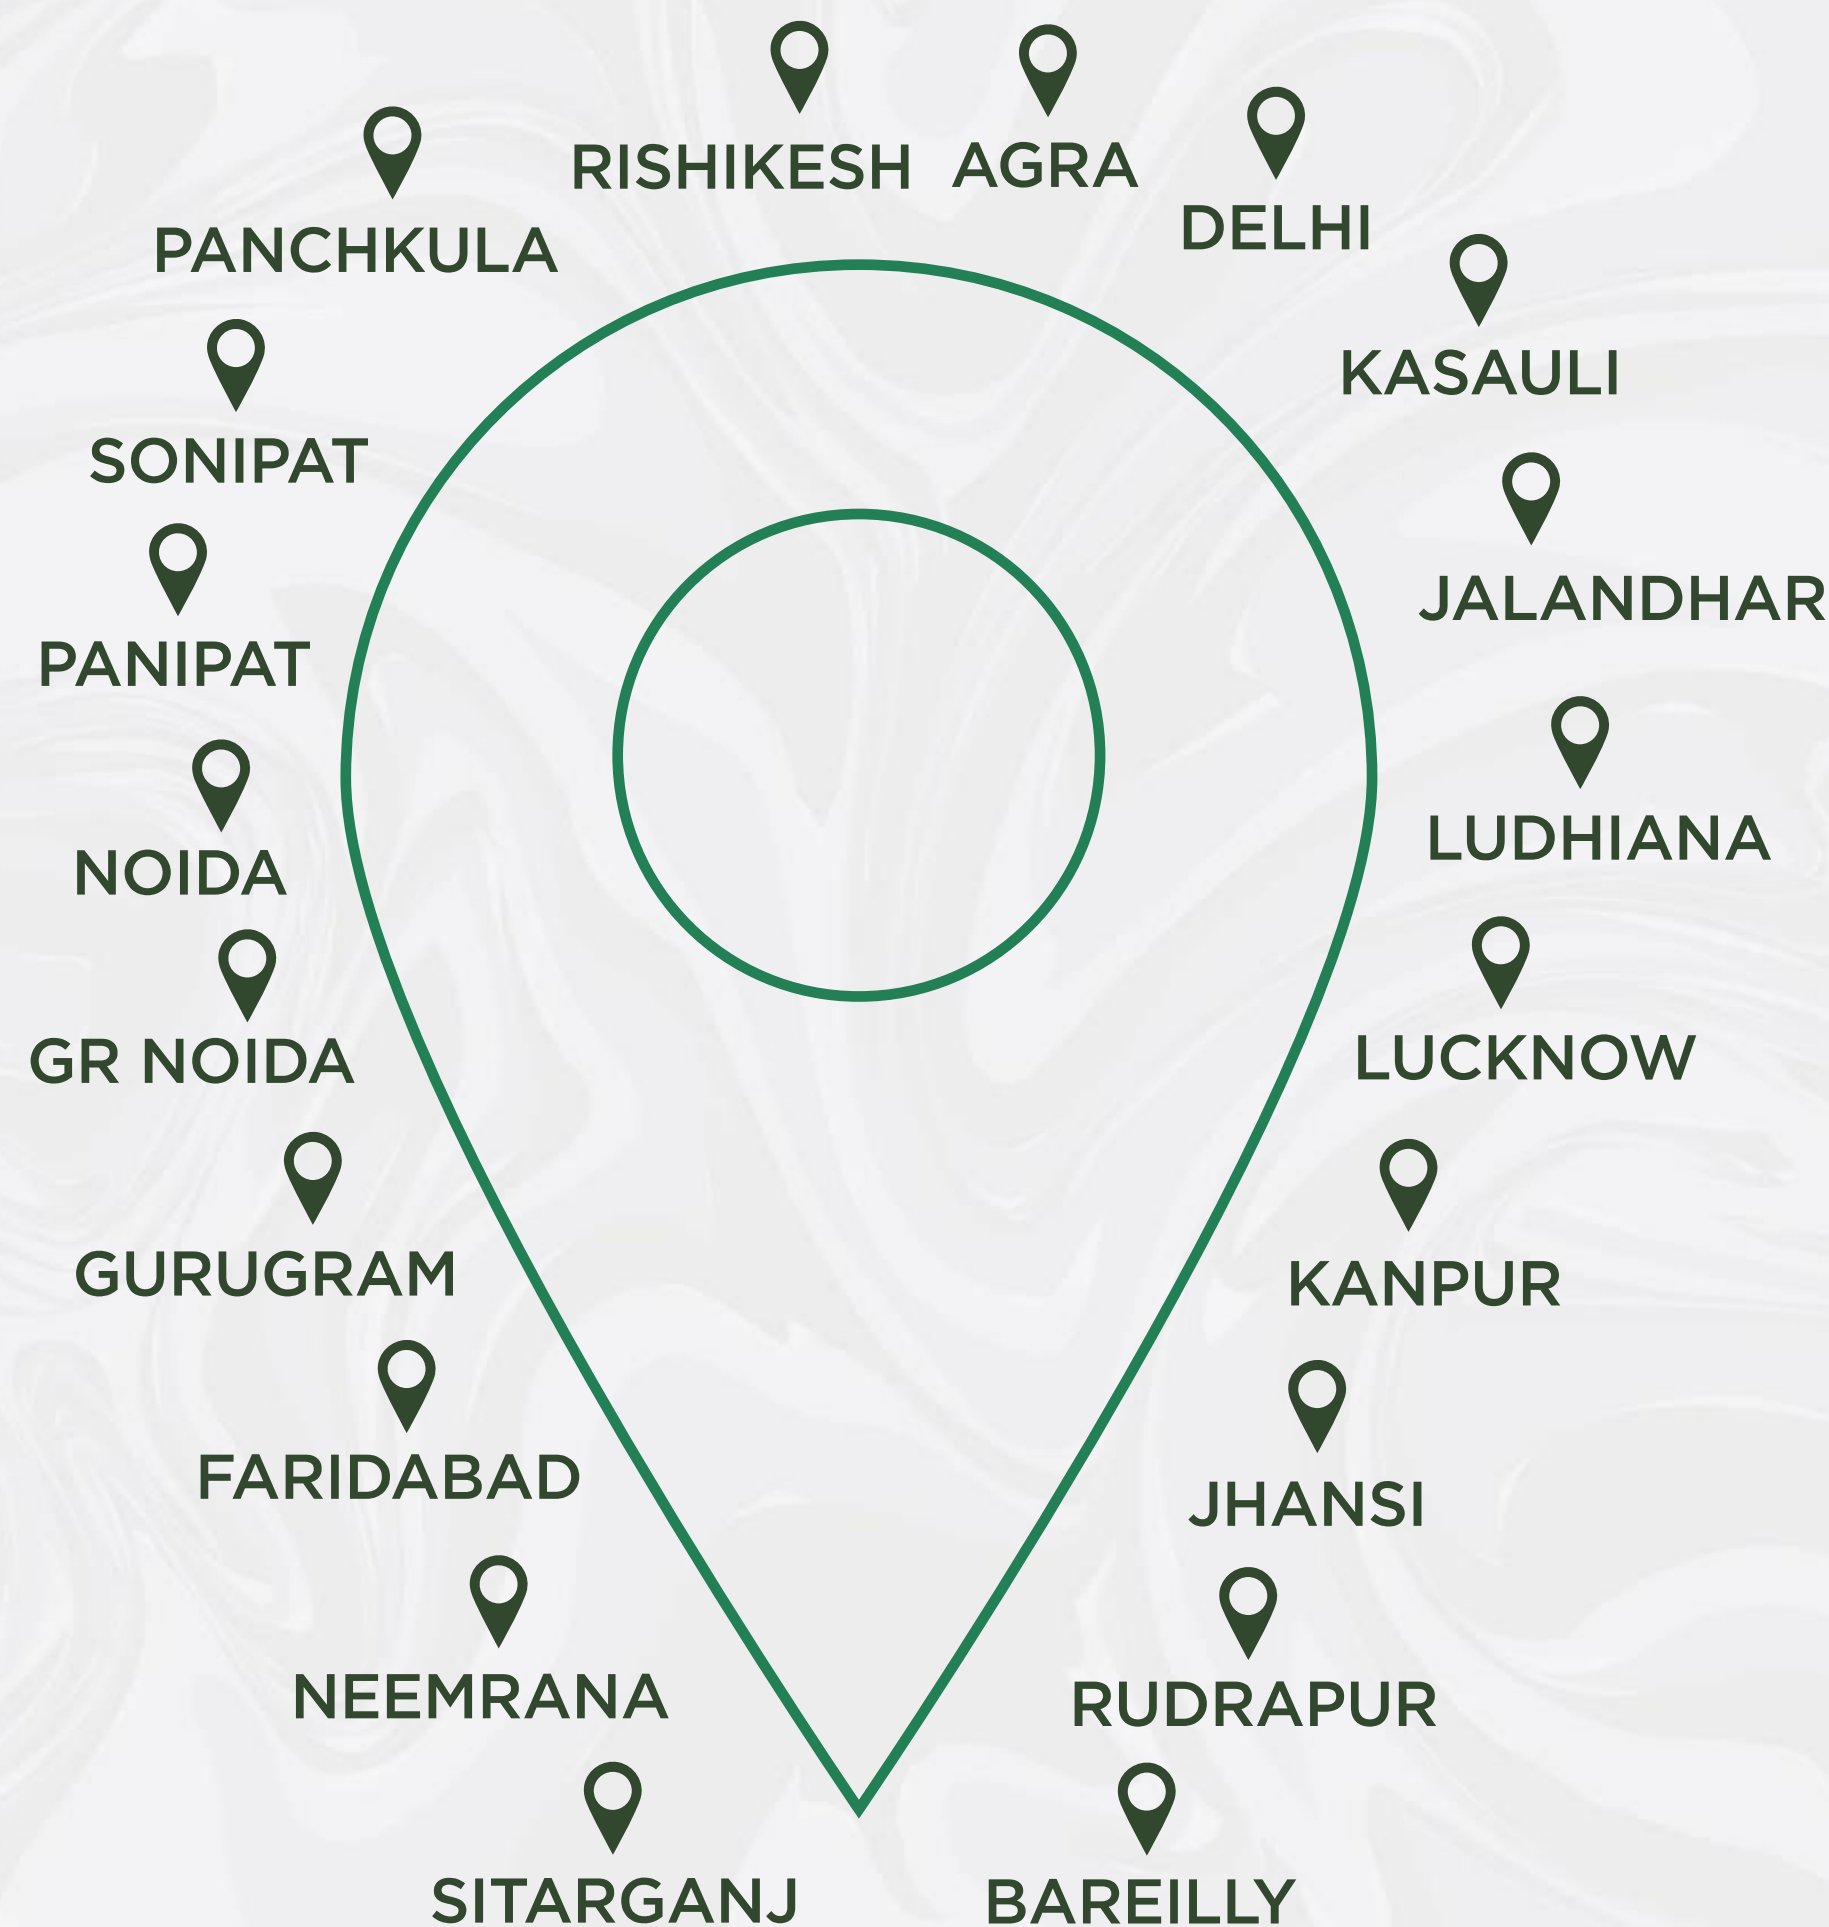 RISHIKESH
AGRA
DELHI
PANCHKULA
KASAULI
SONIPAT
JALANDHAR
PANIPAT
LUDHIANA
NOIDA
LUCKNOW
GR NOIDA
GURUGRAM
KANPUR
FARIDABAD
JHANSI
NEEMRANA
RUDRAPUR
SITARGANJ
BAREILLY